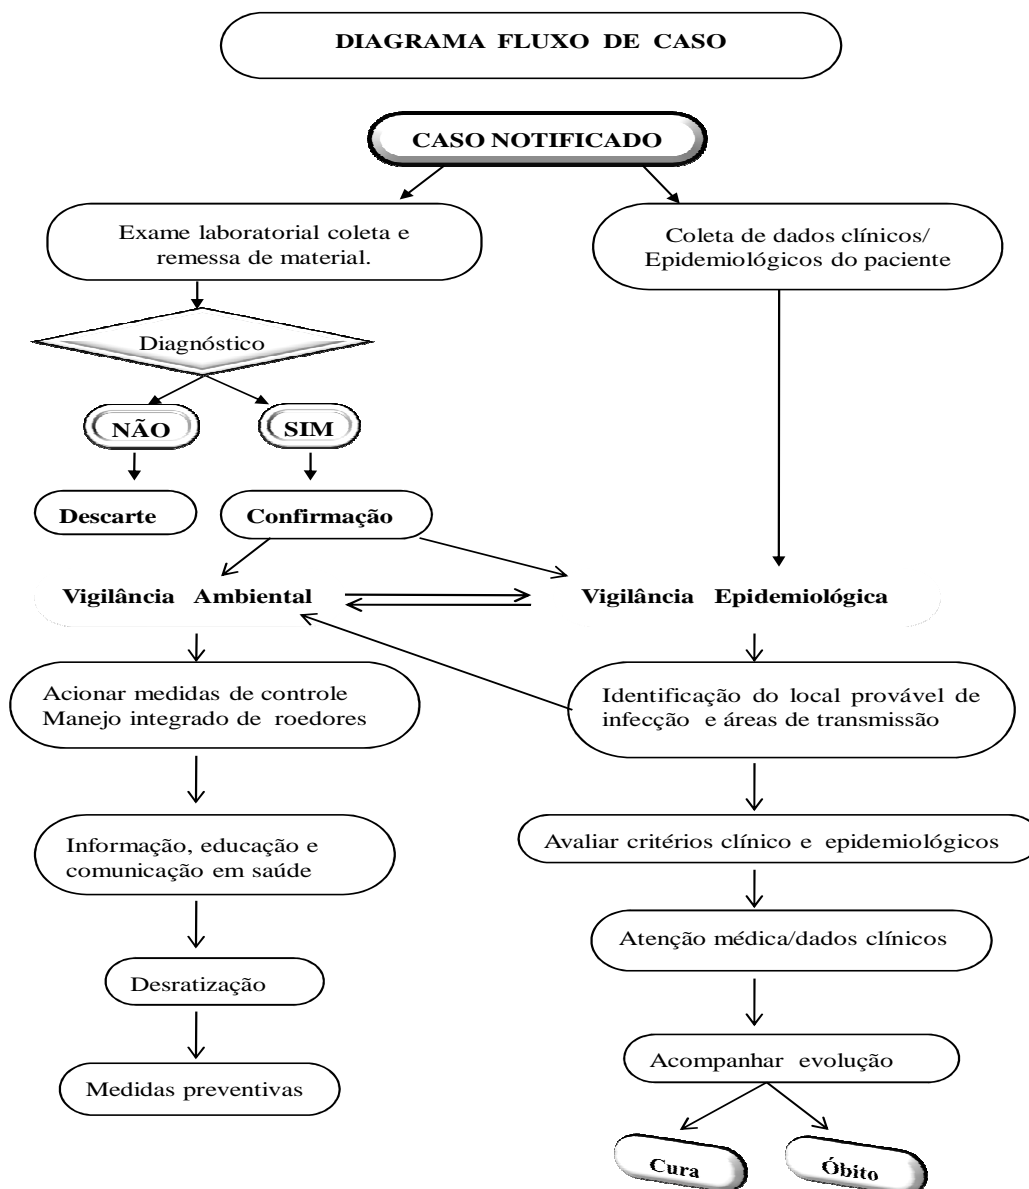 DIAGRAMA FLUXO DE CASO
CASO NOTIFICADO
Exame laboratorial coleta e
remessa de material.
Coleta de dados clínicos/
Epidemiológicos do paciente
Diagnóstico
NÃO
SIM
Descarte
Confirmação
Vigilância Ambiental
Vigilância Epidemiológica
Acionar medidas de controle
Manejo integrado de roedores
Identificação do local provável de
infecção e áreas de transmissão
Informação, educação e
comunicação em saúde
Avaliar critérios clínico e epidemiológicos
Atenção médica/dados clínicos
Desratização
Acompanhar evolução
Medidas preventivas
Cura
Óbito